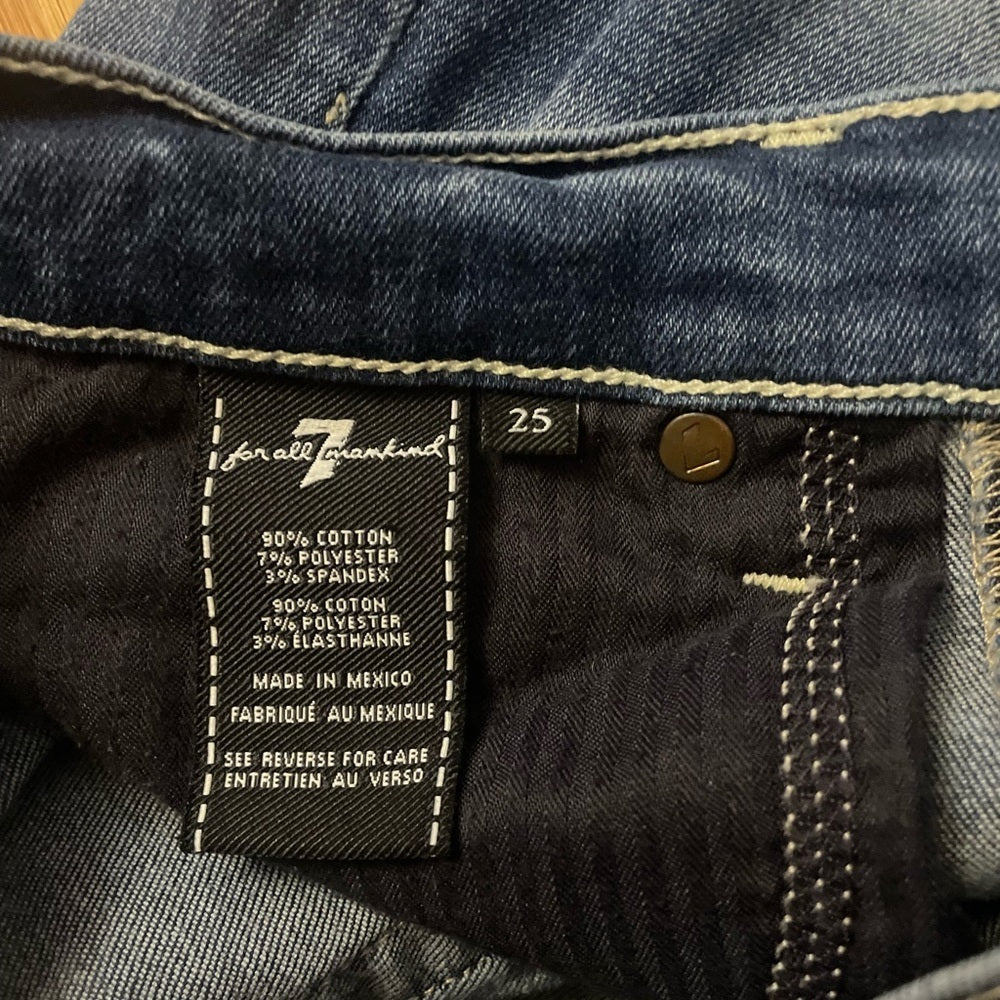 for all 7 mankind
25
90% COTTON
7% POLYESTER
3% SPANDEX
90% COTON
7% POLYESTER
3% ÉLASTHANNE
MADE IN MEXICO
FABRIQUÉ AU MEXIQUE
SEE REVERSE FOR CARE
ENTRETIEN AU VERSO